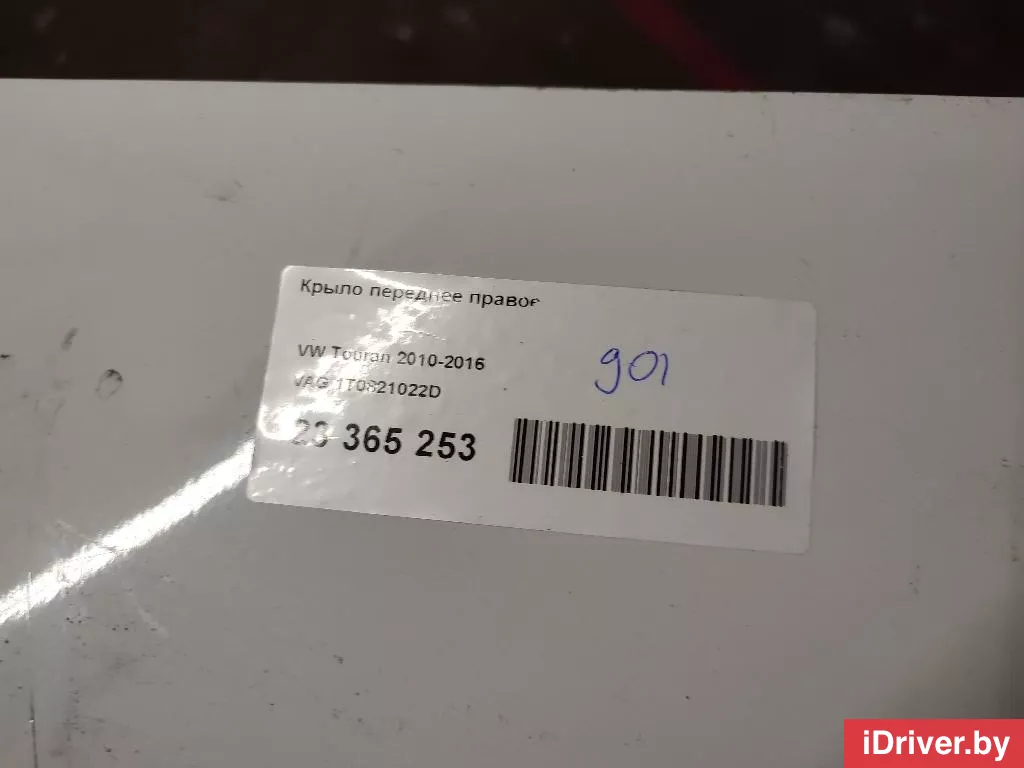 Крыло переднее правое
VW Touran 2010-2016
901
VAG 1T0821022D
23 365 253
iDriver.by